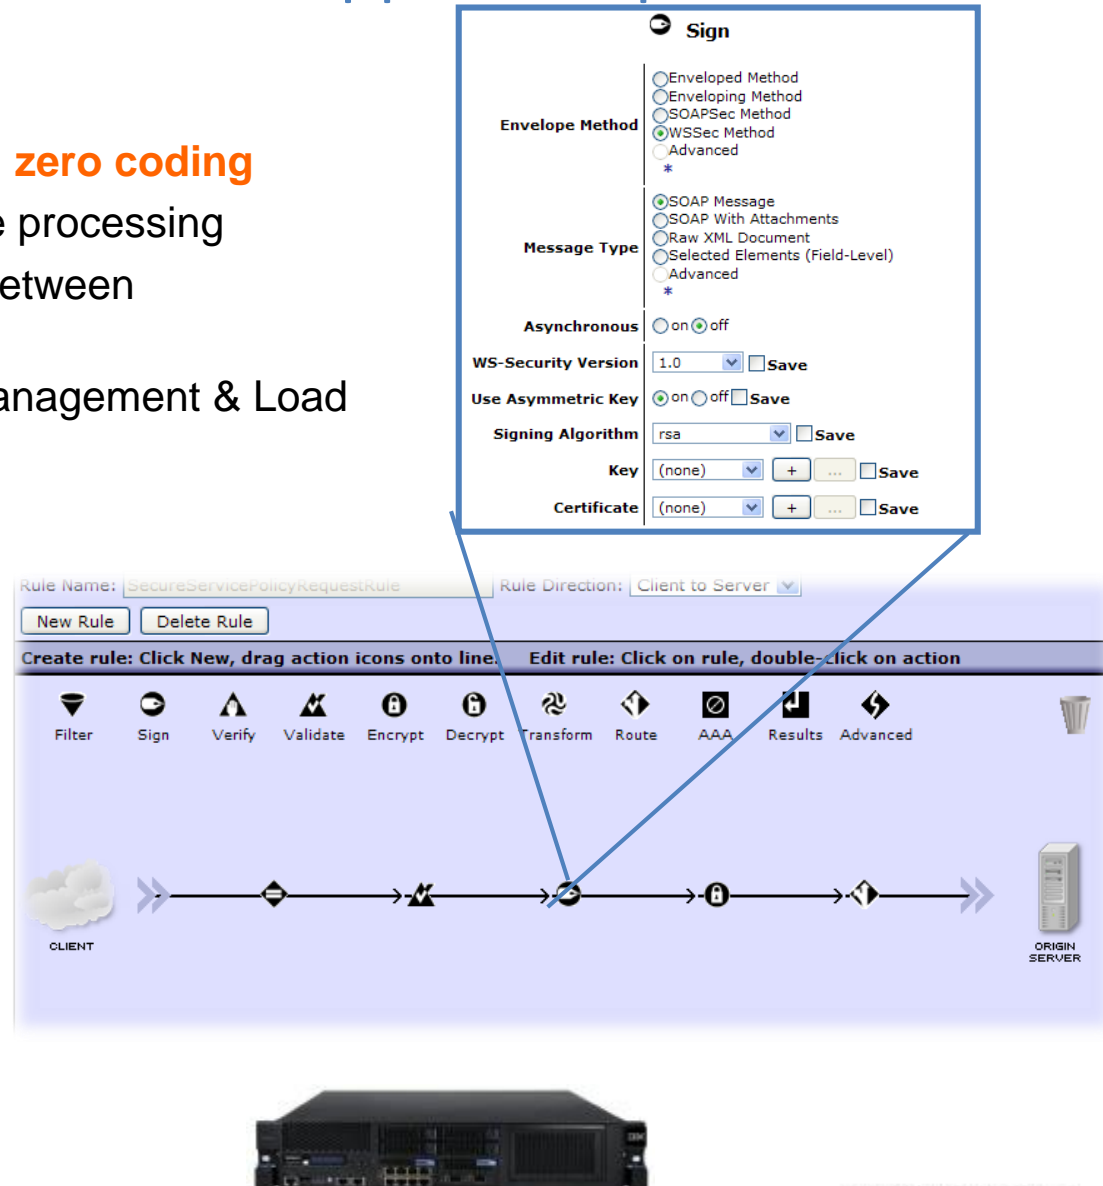 Sign
Envelope Method
Enveloped Method
Enveloping Method
SOAPSec Method
WSSec Method
Advanced
*
zero coding
processing
Message Type
SOAP Message
SOAP With Attachments
Raw XML Document
Selected Elements (Field-Level)
Advanced
*
Asynchronous on off
WS-Security Version 1.0 Save
& Load
Use Asymmetric Key on off Save
Signing Algorithm rsa Save
Key (none) + ... Save
Certificate (none) + ... Save
Rule Name: SecureServicePolicyRequestRule Rule Direction: Client to Server
New Rule Delete Rule
Create rule: Click New, drag action icons onto line. Edit rule: Click on rule, double-click on action
Filter Sign Verify Validate Encrypt Decrypt Transform Route AAA Results Advanced
CLIENT
ORIGIN
SERVER
IBM